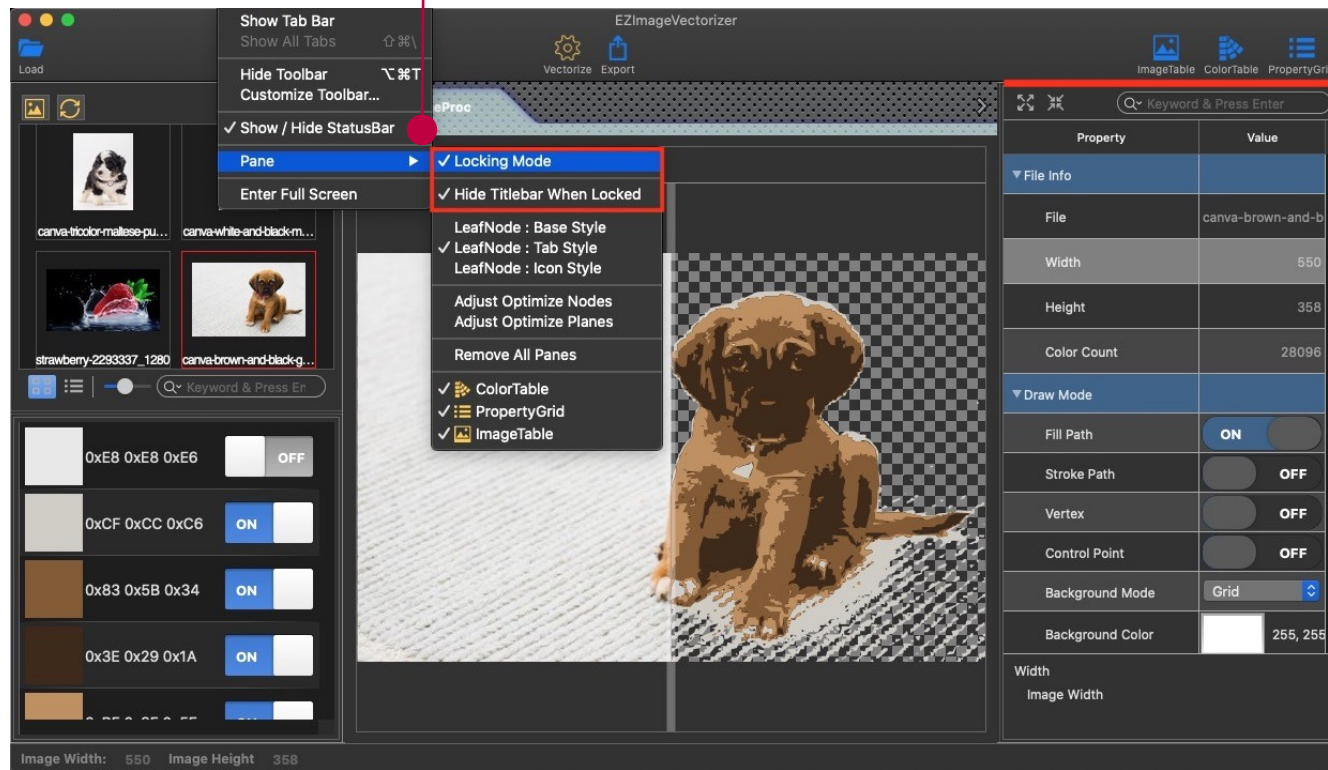 EZImageVectorizer
Load
Vectorize
Export
ImageTable
ColorTable
PropertyGri
Show Tab Bar
Show All Tabs ⇧⌘\
Hide Toolbar ⌥⌘T
Customize Toolbar...
✓ Show / Hide StatusBar
Pane
Enter Full Screen
eProc
✓ Locking Mode
✓ Hide Titlebar When Locked
LeafNode : Base Style
✓ LeafNode : Tab Style
LeafNode : Icon Style
Adjust Optimize Nodes
Adjust Optimize Planes
Remove All Panes
✓ ColorTable
✓ PropertyGrid
✓ ImageTable
canva-tricolor-maltese-pu...
canva-white-and-black-m...
strawberry-2293337_1280
canva-brown-and-black-g...
Keyword & Press En
0xE8 0xE8 0xE6 OFF
0xCF 0xCC 0xC6 ON
0x83 0x5B 0x34 ON
0x3E 0x29 0x1A ON
Keyword & Press Enter
Property Value
File Info
File canva-brown-and-b
Width 550
Height 358
Color Count 28096
Draw Mode
Fill Path ON
Stroke Path OFF
Vertex OFF
Control Point OFF
Background Mode Grid
Background Color 255, 255
Width
Image Width
Image Width: 550 Image Height 358